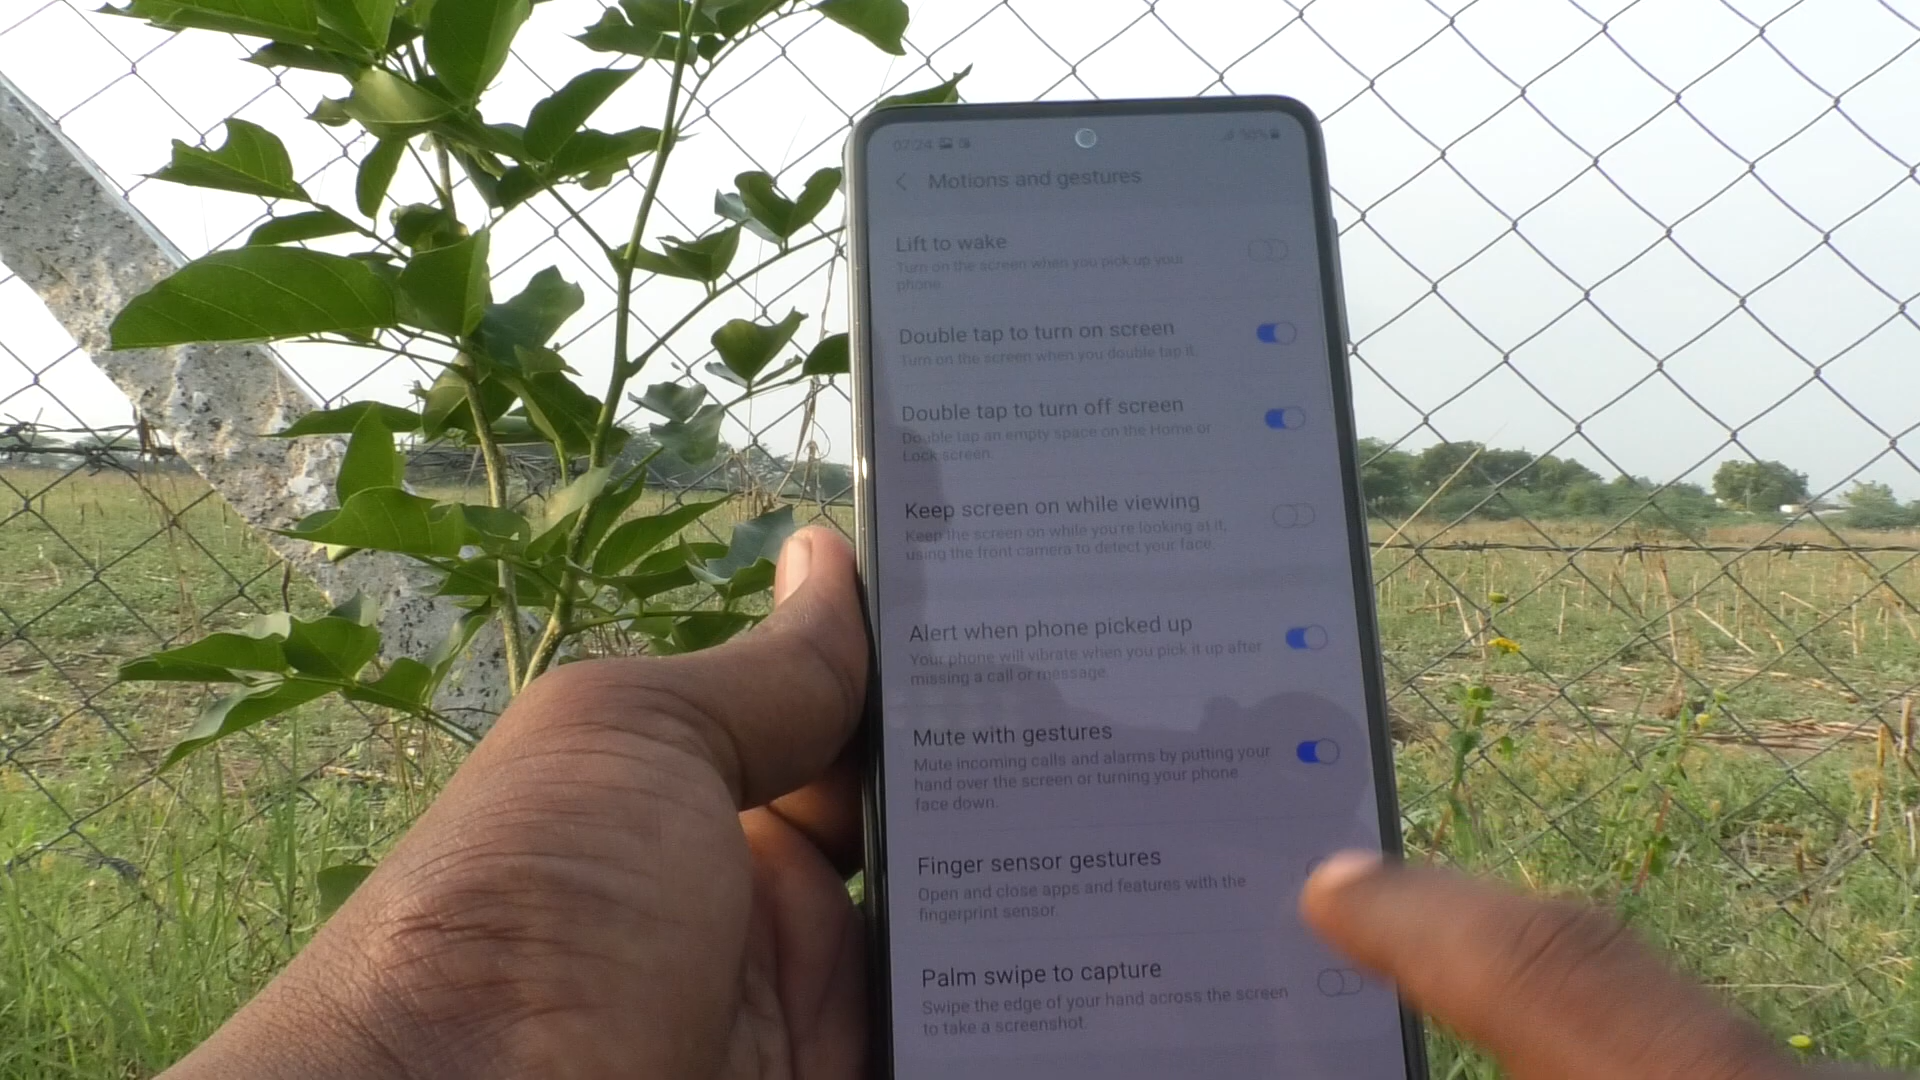 07:24 50%
Motions and gestures
Lift to wake
Turn on the screen when you pick up your
phone.
Double tap to turn on screen
Turn on the screen when you double tap it.
Double tap to turn off screen
Double tap an empty space on the Home or
Lock screen.
Keep screen on while viewing
Keep the screen on while you're looking at it,
using the front camera to detect your face.
Alert when phone picked up
Your phone will vibrate when you pick it up after
missing a call or message.
Mute with gestures
Mute incoming calls and alarms by putting your
hand over the screen or turning your phone
face down.
Finger sensor gestures
Open and close apps and features with the
fingerprint sensor.
Palm swipe to capture
Swipe the edge of your hand across the screen
to take a screenshot.